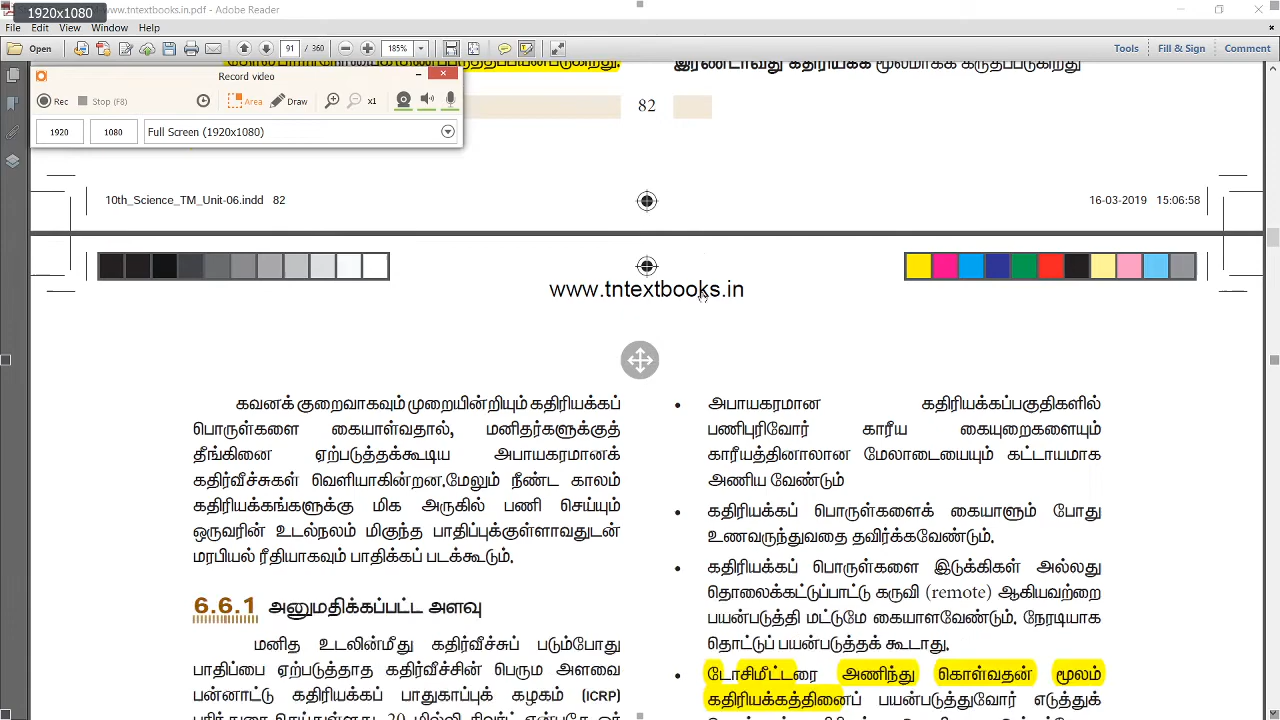 1920x1080
www.tntextbooks.in.pdf - Adobe Reader
File Edit View Window Help
Open 91 / 360 185% Tools Fill & Sign Comment
Record video
Rec Stop (F8) Area Draw x1
1920 1080 Full Screen (1920x1080)
இரண்டாவது கதிரியக்க மூலமாகக் கருதப்படுகிறது
82
10th_Science_TM_Unit-06.indd 82
16-03-2019 15:06:58
www.tntextbooks.in
கவனக் குறைவாகவும் முறையின்றியும் கதிரியக்கப்
பொருள்களை கையாள்வதால், மனிதர்களுக்குத்
தீங்கினை ஏற்படுத்தக்கூடிய அபாயகரமானக்
கதிர்வீச்சுகள் வெளியாகின்றன.மேலும் நீண்ட காலம்
கதிரியக்கங்களுக்கு மிக அருகில் பணி செய்யும்
ஒருவரின் உடல்நலம் மிகுந்த பாதிப்புக்குள்ளாவதுடன்
மரபியல் ரீதியாகவும் பாதிக்கப் படக்கூடும்.
6.6.1 அனுமதிக்கப்பட்ட அளவு
மனித உடலின்மீது கதிர்வீச்சுப் படும்போது
பாதிப்பை ஏற்படுத்தாத கதிர்வீச்சின் பெரும அளவை
பன்னாட்டு கதிரியக்கப் பாதுகாப்புக் கழகம் (ICRP)
பரிந்துரை செய்துள்ளது. 20 மில்லி சிவர்ட் என்பதே ஓர்
• அபாயகரமான கதிரியக்கப்பகுதிகளில்
பணிபுரிவோர் காரீய கையுறைகளையும்
காரீயத்தினாலான மேலாடையையும் கட்டாயமாக
அணிய வேண்டும்
• கதிரியக்கப் பொருள்களைக் கையாளும் போது
உணவருந்துவதை தவிர்க்கவேண்டும்.
• கதிரியக்கப் பொருள்களை இடுக்கிகள் அல்லது
தொலைக்கட்டுப்பாட்டு கருவி (remote) ஆகியவற்றை
பயன்படுத்தி மட்டுமே கையாளவேண்டும். நேரடியாக
தொட்டுப் பயன்படுத்தக் கூடாது.
• டோசிமீட்டரை அணிந்து கொள்வதன் மூலம்
கதிரியக்கத்தினைப் பயன்படுத்துவோர் எடுத்துக்